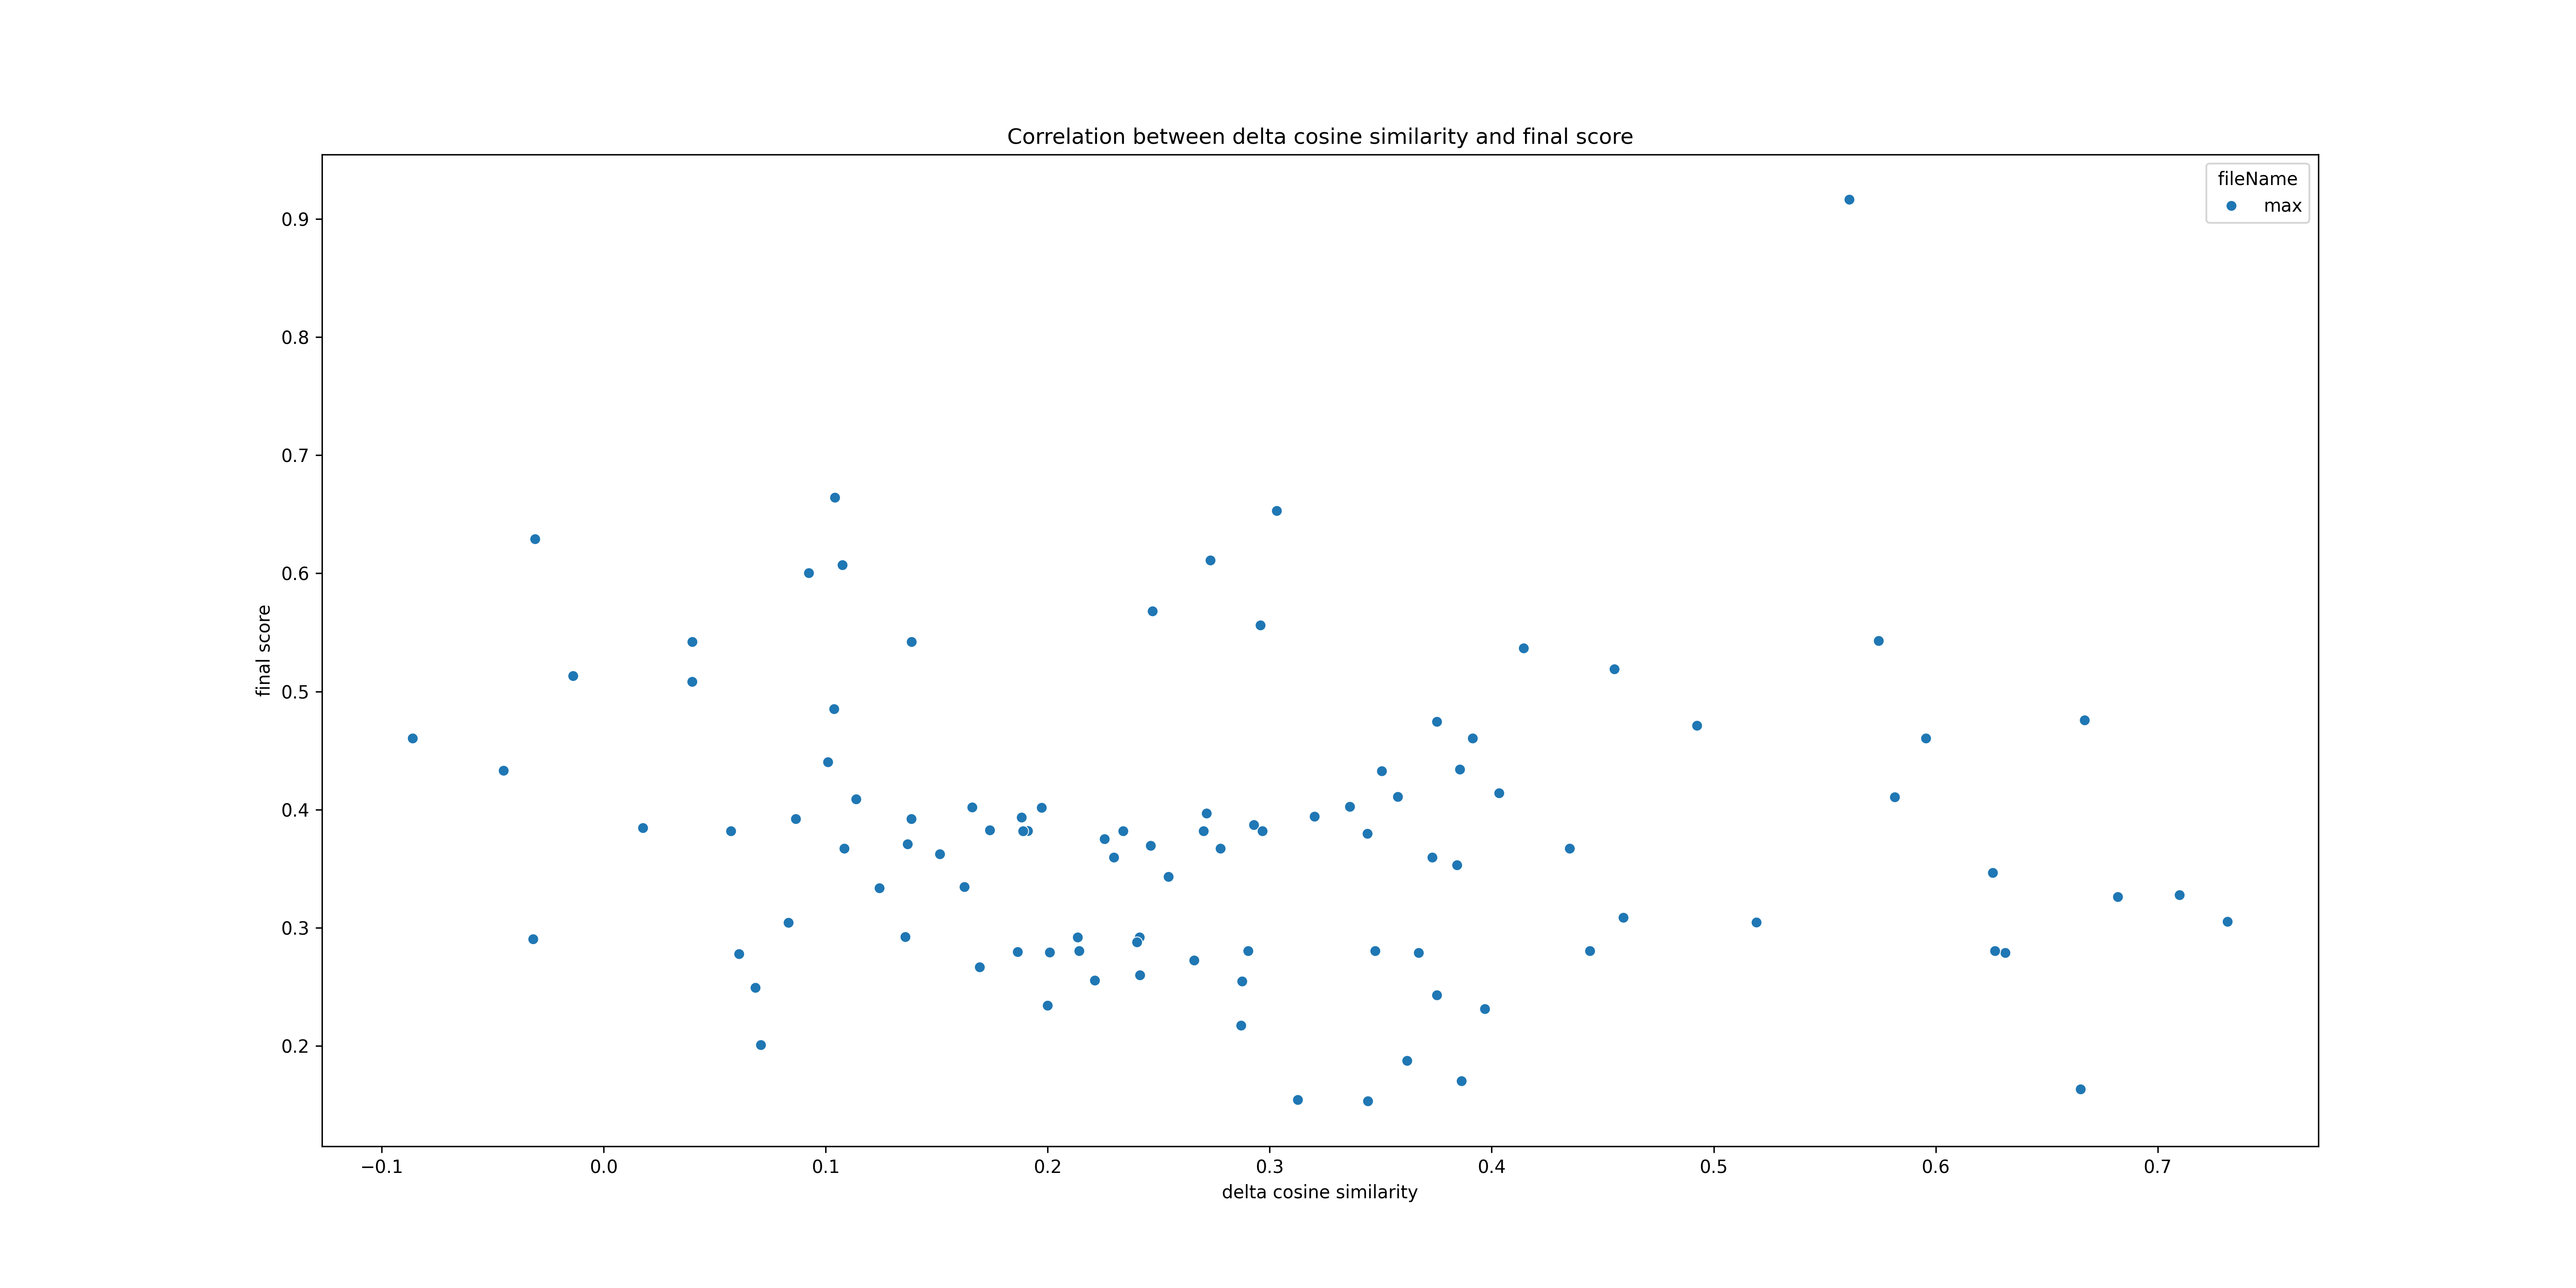 Correlation between delta cosine similarity and final score
fileName
max
0.9
0.8
0.7
0.6
0.5
0.4
0.3
0.2
final score
−0.1 0.0 0.1 0.2 0.3 0.4 0.5 0.6 0.7
delta cosine similarity